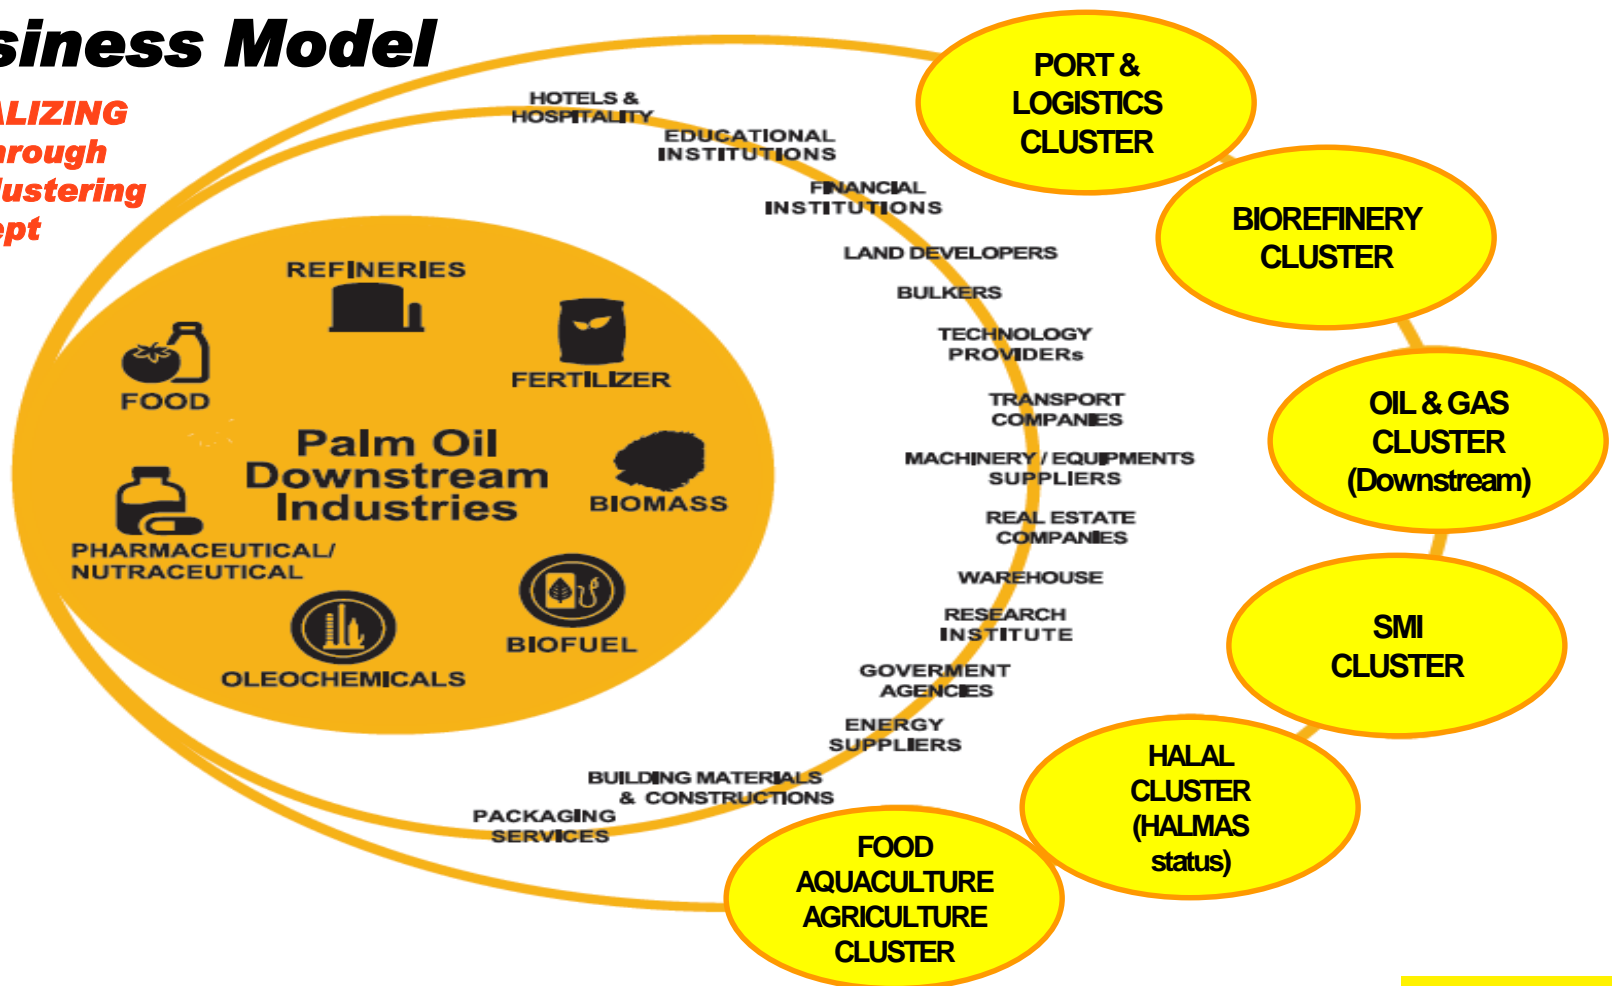 siness Model
ALIZING
hrough
lustering
ept
HOTELS &
HOSPITALITY
EDUCATIONAL
INSTITUTIONS
FINANCIAL
INSTITUTIONS
LAND DEVELOPERS
BULKERS
TECHNOLOGY
PROVIDERs
TRANSPORT
COMPANIES
MACHINERY / EQUIPMENTS
SUPPLIERS
REAL ESTATE
COMPANIES
WAREHOUSE
RESEARCH
INSTITUTE
GOVERMENT
AGENCIES
ENERGY
SUPPLIERS
BUILDING MATERIALS
& CONSTRUCTIONS
PACKAGING
SERVICES
REFINERIES
FERTILIZER
FOOD
Palm Oil
Downstream
Industries
BIOMASS
PHARMACEUTICAL/
NUTRACEUTICAL
BIOFUEL
OLEOCHEMICALS
PORT &
LOGISTICS
CLUSTER
BIOREFINERY
CLUSTER
OIL & GAS
CLUSTER
(Downstream)
SMI
CLUSTER
HALAL
CLUSTER
(HALMAS
status)
FOOD
AQUACULTURE
AGRICULTURE
CLUSTER